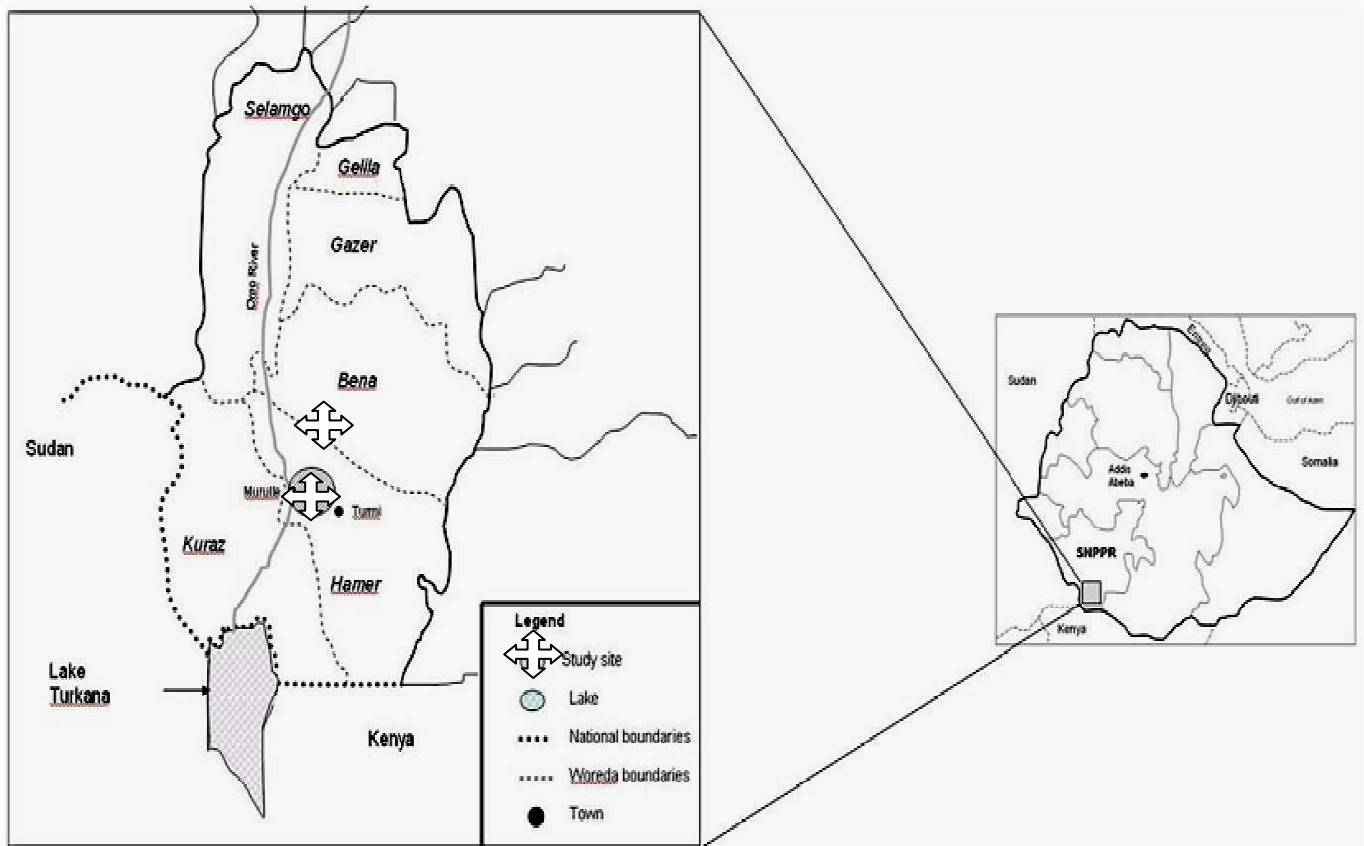 Selamgo
Gelila
Gazer
Omo River
Bena
Sudan
Murulle
Turmi
Kuraz
Hamer
Lake
Turkana
Kenya
Legend
Study site
Lake
National boundaries
Woreda boundaries
Town
Sudan
Djibouti
Somalia
Addis
Abeba
SNPPR
Kenya